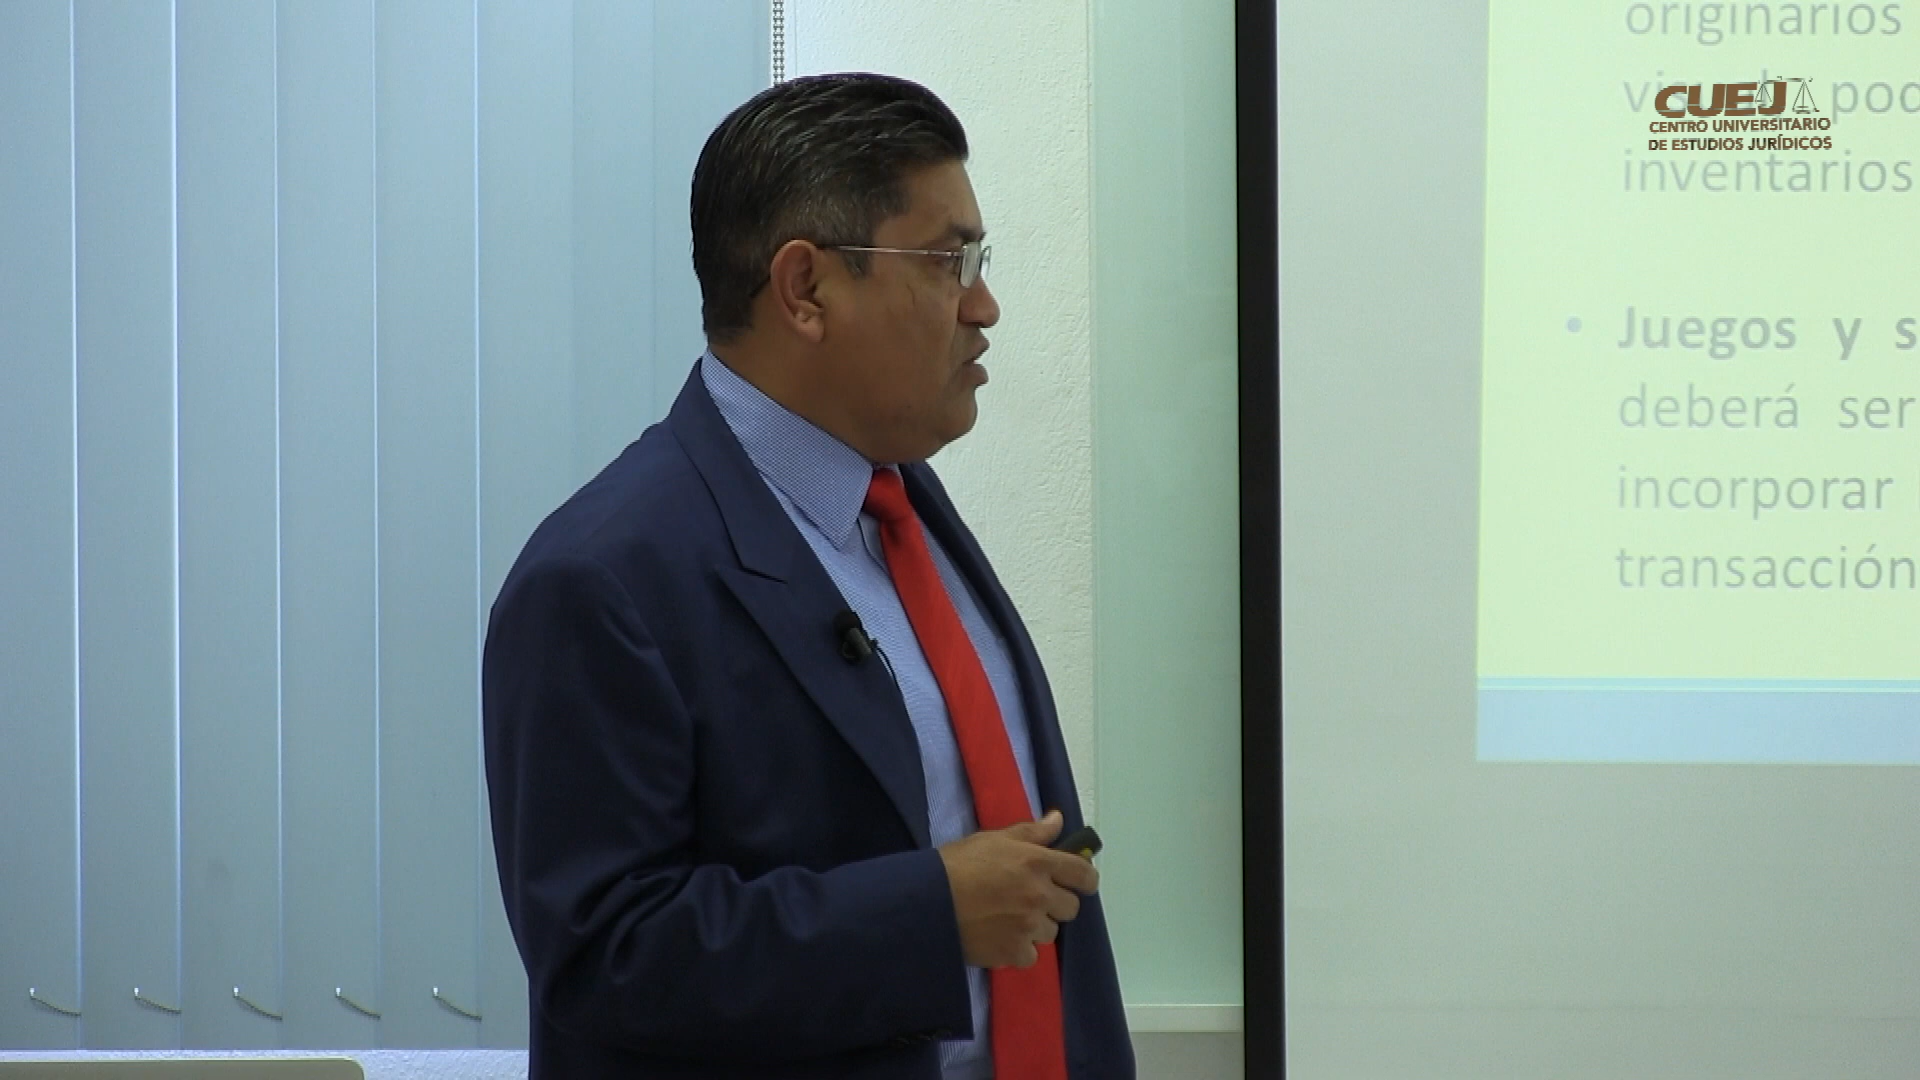 originarios
inventarios
CUEJ
CENTRO UNIVERSITARIO
DE ESTUDIOS JURÍDICOS
Juegos y
deberá ser
incorporar
transacción